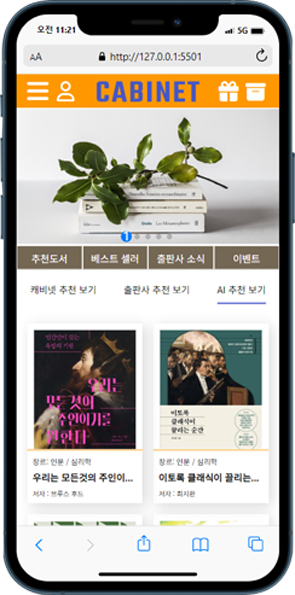 오전 11:21
5G
AA
http://127.0.0.1:5501
CABINET
1
추천도서
베스트 셀러
출판사 소식
이벤트
캐비넷 추천 보기
출판사 추천 보기
AI 추천 보기
우리는
모든 것의
주인이기를
원한다
이토록
클래식이
끌리는 순간
장르: 인문 / 심리학
우리는 모든것의 주인이...
저자 : 브루스 후드
장르: 인문 / 심리학
이토록 클래식이 끌리는...
저자 : 최지환